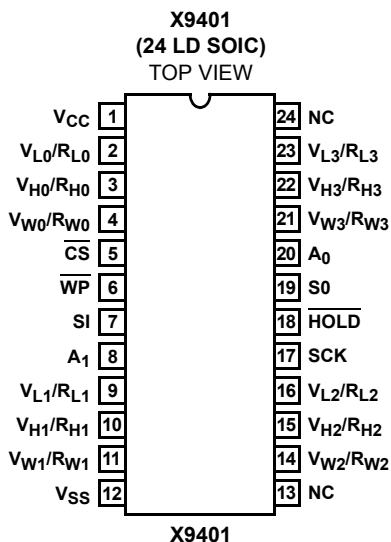 X9401
(24 LD SOIC)
TOP VIEW
VCC 1 24 NC
VL0/RL0 2 23 VL3/RL3
VH0/RH0 3 22 VH3/RH3
VW0/RW0 4 21 VW3/RW3
CS 5 20 A0
WP 6 19 S0
SI 7 18 HOLD
A1 8 17 SCK
VL1/RL1 9 16 VL2/RL2
VH1/RH1 10 15 VH2/RH2
VW1/RW1 11 14 VW2/RW2
VSS 12 13 NC
X9401